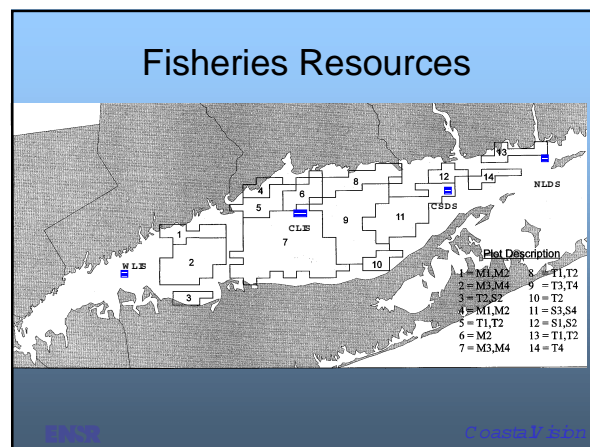 Fisheries Resources
13
12
14
NLDS
4
6
8
CSDS
5
9
11
CLIS
1
7
WLIS
2
10
3
Plot Description
1 = M1,M2 8 = T1,T2
2 = M3,M4 9 = T3,T4
3 = T2,S2 10 = T2
4 = M1,M2 11 = S3,S4
5 = T1,T2 12 = S1,S2
6 = M2 13 = T1,T2
7 = M3,M4 14 = T4
ENSR
CoastalVision